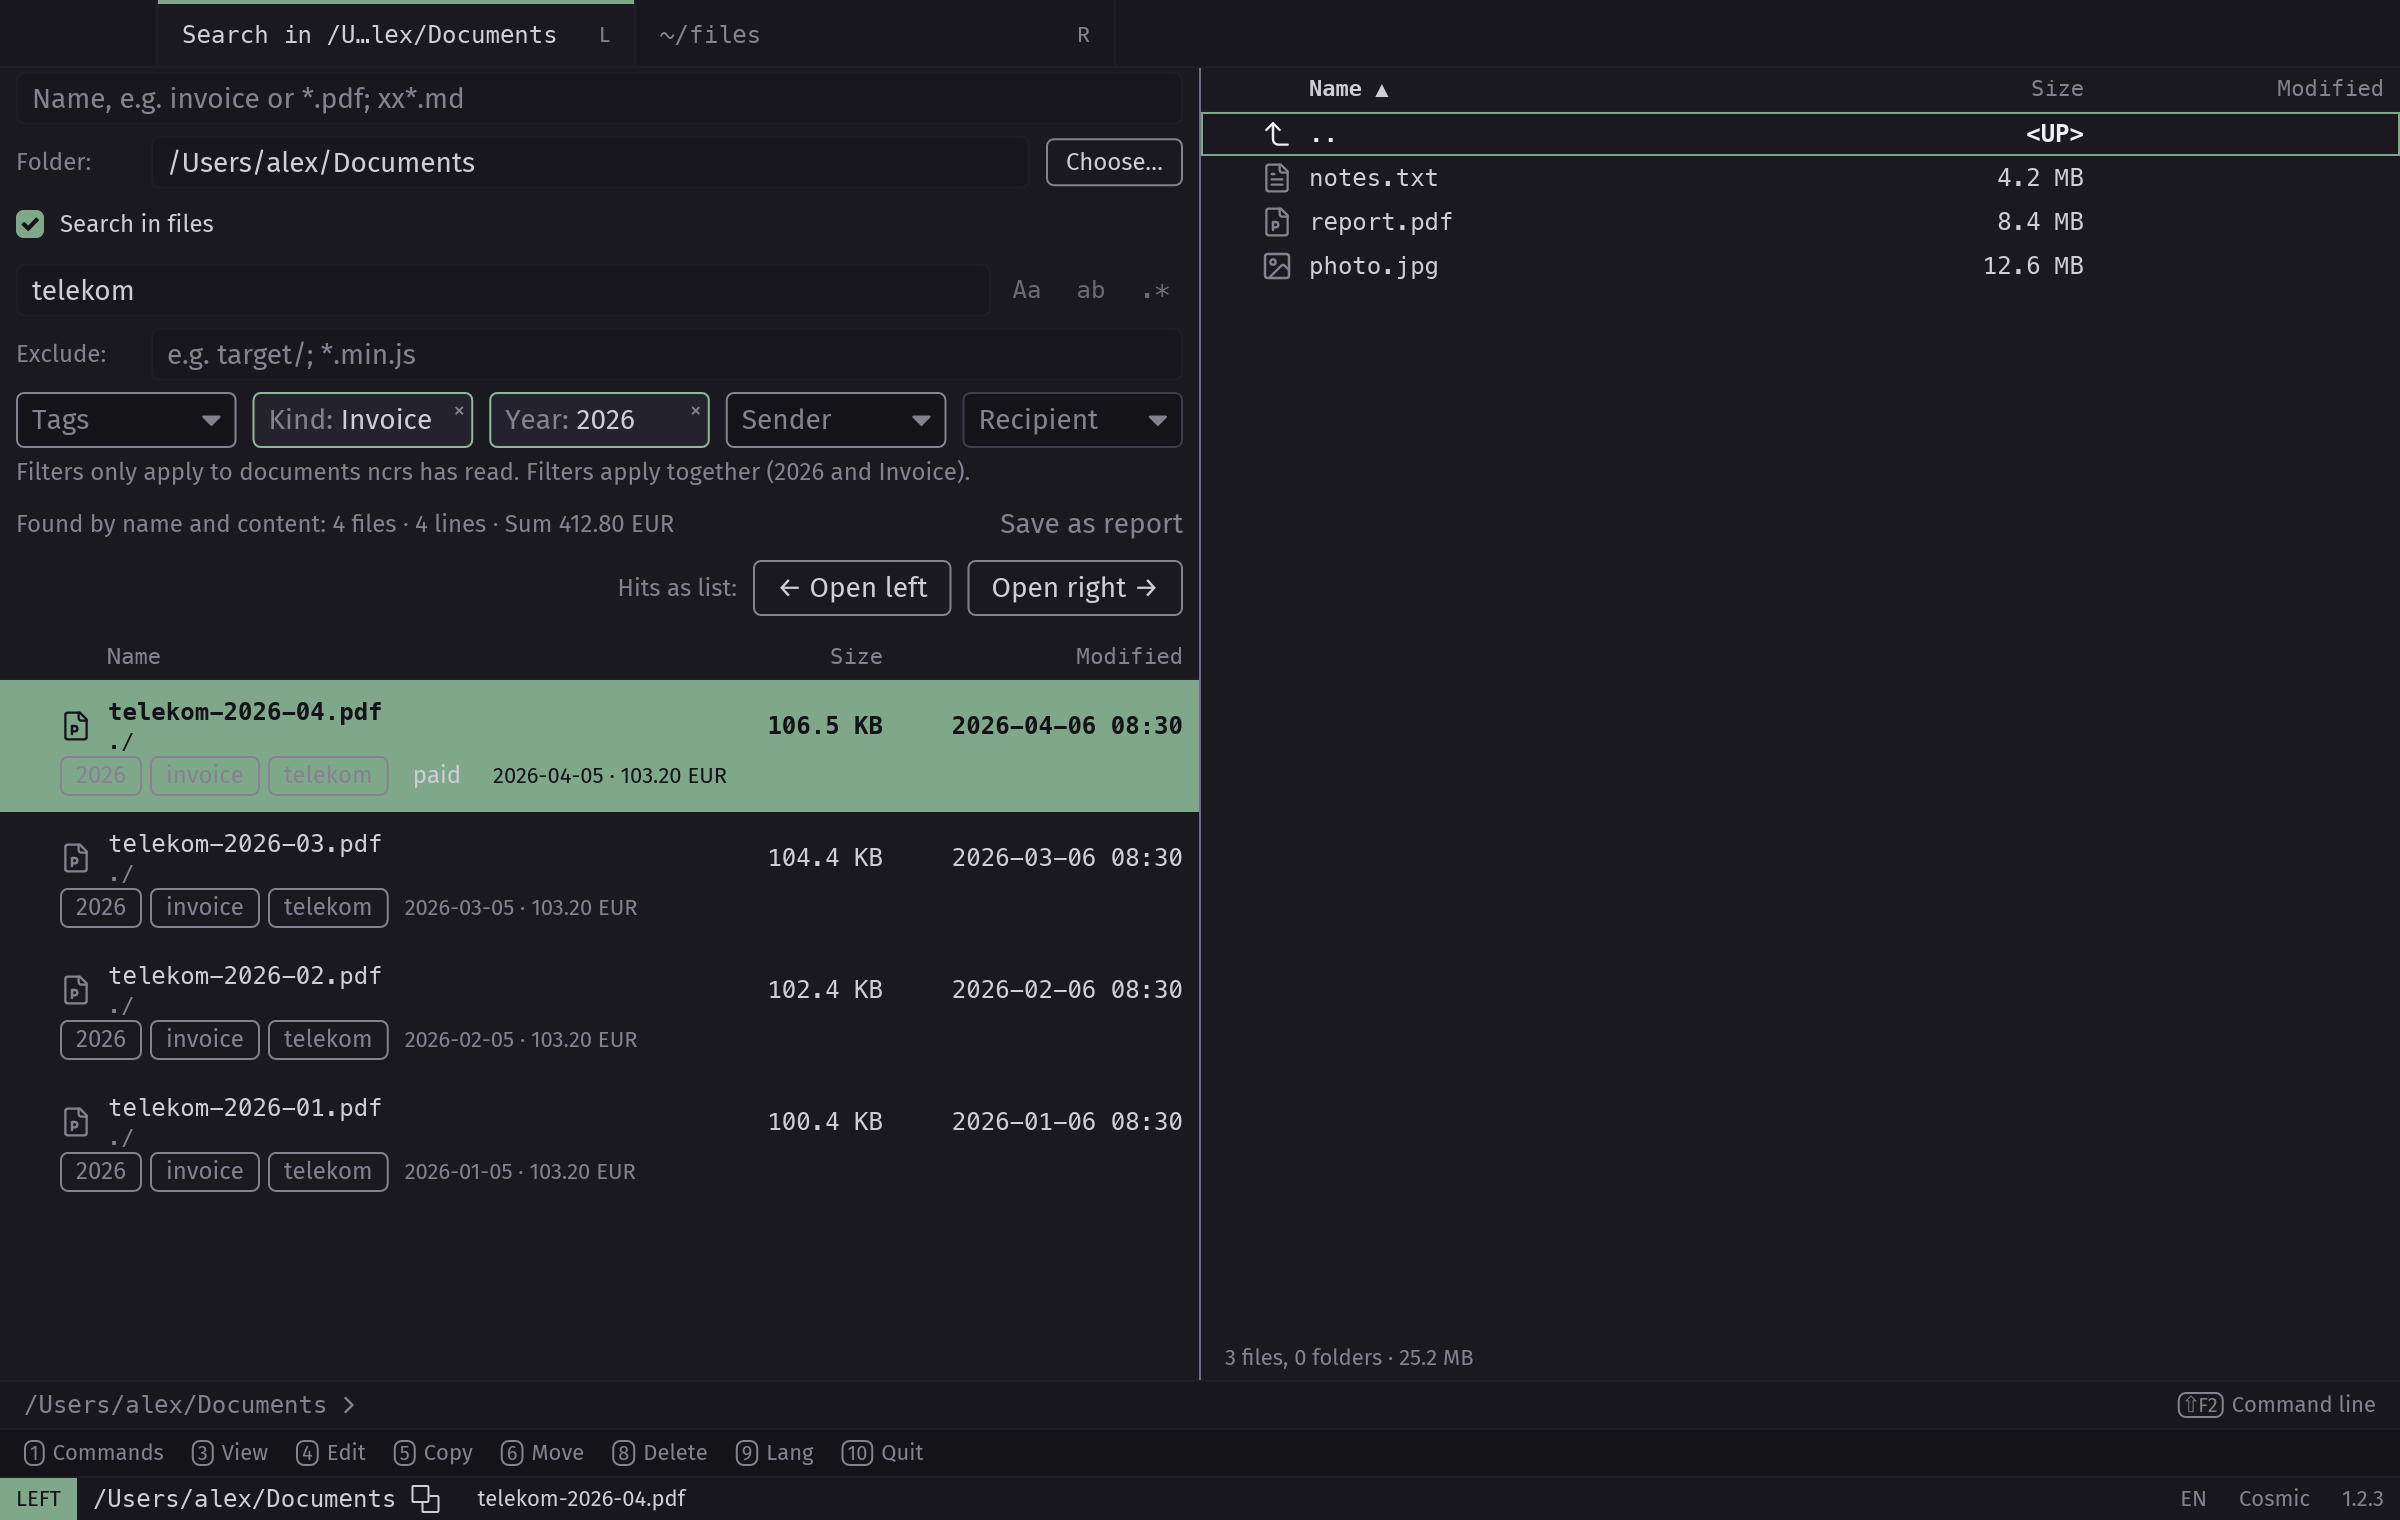 Search in /U…lex/Documents L ~/files R
Name, e.g. invoice or *.pdf; xx*.md
Folder: /Users/alex/Documents Choose...
Search in files
telekom Aa ab .*
Exclude: e.g. target/; *.min.js
Tags Kind: Invoice × Year: 2026 × Sender Recipient
Filters only apply to documents ncrs has read. Filters apply together (2026 and Invoice).
Found by name and content: 4 files · 4 lines · Sum 412.80 EUR Save as report
Hits as list: ← Open left Open right →
Name Size Modified
telekom-2026-04.pdf 106.5 KB 2026-04-06 08:30
./
2026 invoice telekom paid 2026-04-05 · 103.20 EUR
telekom-2026-03.pdf 104.4 KB 2026-03-06 08:30
./
2026 invoice telekom 2026-03-05 · 103.20 EUR
telekom-2026-02.pdf 102.4 KB 2026-02-06 08:30
./
2026 invoice telekom 2026-02-05 · 103.20 EUR
telekom-2026-01.pdf 100.4 KB 2026-01-06 08:30
./
2026 invoice telekom 2026-01-05 · 103.20 EUR
Name ▲ Size Modified
.. <UP>
notes.txt 4.2 MB
report.pdf 8.4 MB
photo.jpg 12.6 MB
3 files, 0 folders · 25.2 MB
/Users/alex/Documents > ⇧F2 Command line
1 Commands 3 View 4 Edit 5 Copy 6 Move 8 Delete 9 Lang 10 Quit
LEFT /Users/alex/Documents telekom-2026-04.pdf EN Cosmic 1.2.3